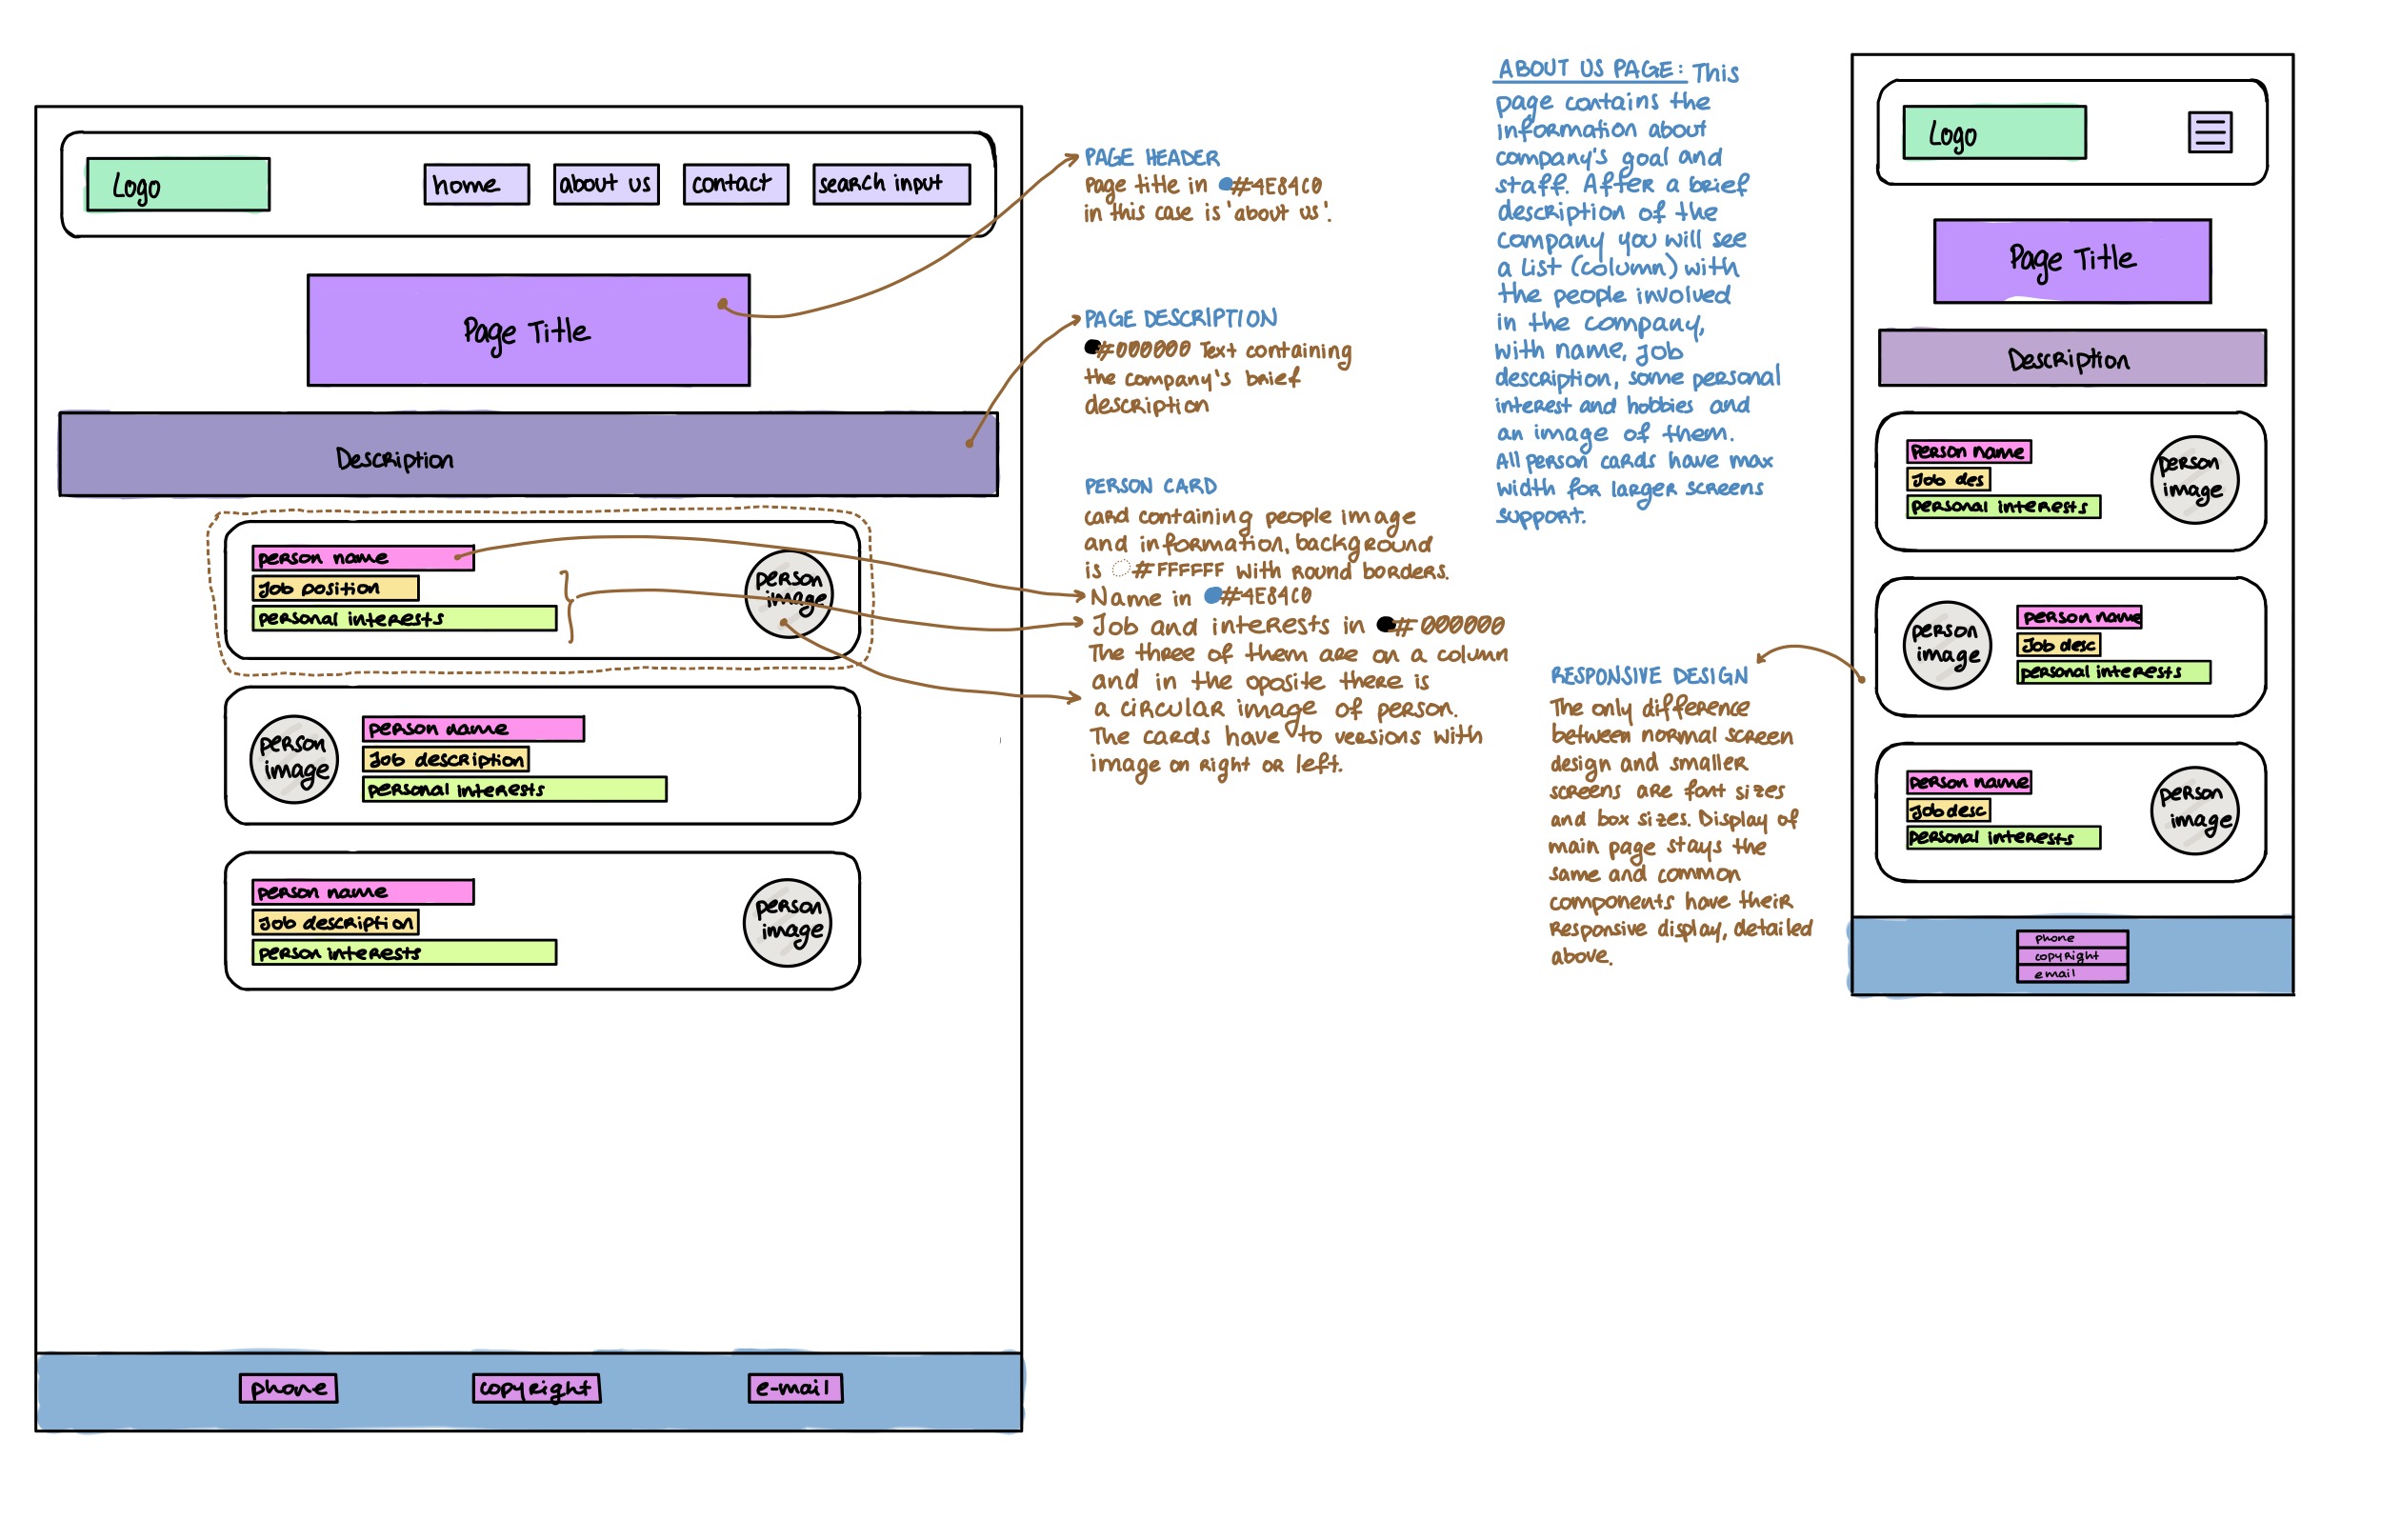 Logo
home
about us
contact
search input
Page Title
Description
person name
Job position
personal interests
person
image
person
image
person name
Job description
personal interests
person name
Job description
person interests
person
image
phone
copyright
e-mail
PAGE HEADER
Page title in #4E84C0
in this case is 'about us'.
PAGE DESCRIPTION
#000000 Text containing
the company's brief
description
PERSON CARD
card containing people image
and information, background
is #FFFFFF with round borders.
Name in #4E84C0
Job and interests in #000000
The three of them are on a column
and in the oposite there is
a circular image of person.
The cards have to versions with
image on right or left.
ABOUT US PAGE: This
page contains the
information about
company's goal and
staff. After a brief
description of the
company you will see
a list (column) with
the people involved
in the company,
with name, job
description, some personal
interest and hobbies and
an image of them.
All person cards have max
width for larger screens
support.
RESPONSIVE DESIGN
The only difference
between normal screen
design and smaller
screens are font sizes
and box sizes. Display of
main page stays the
same and common
components have their
responsive display, detailed
above.
Logo
Page Title
Description
Person name
Job des
personal interests
person
image
person
image
person name
Job desc
personal interests
person name
Job desc
personal interests
person
image
phone
copyright
email